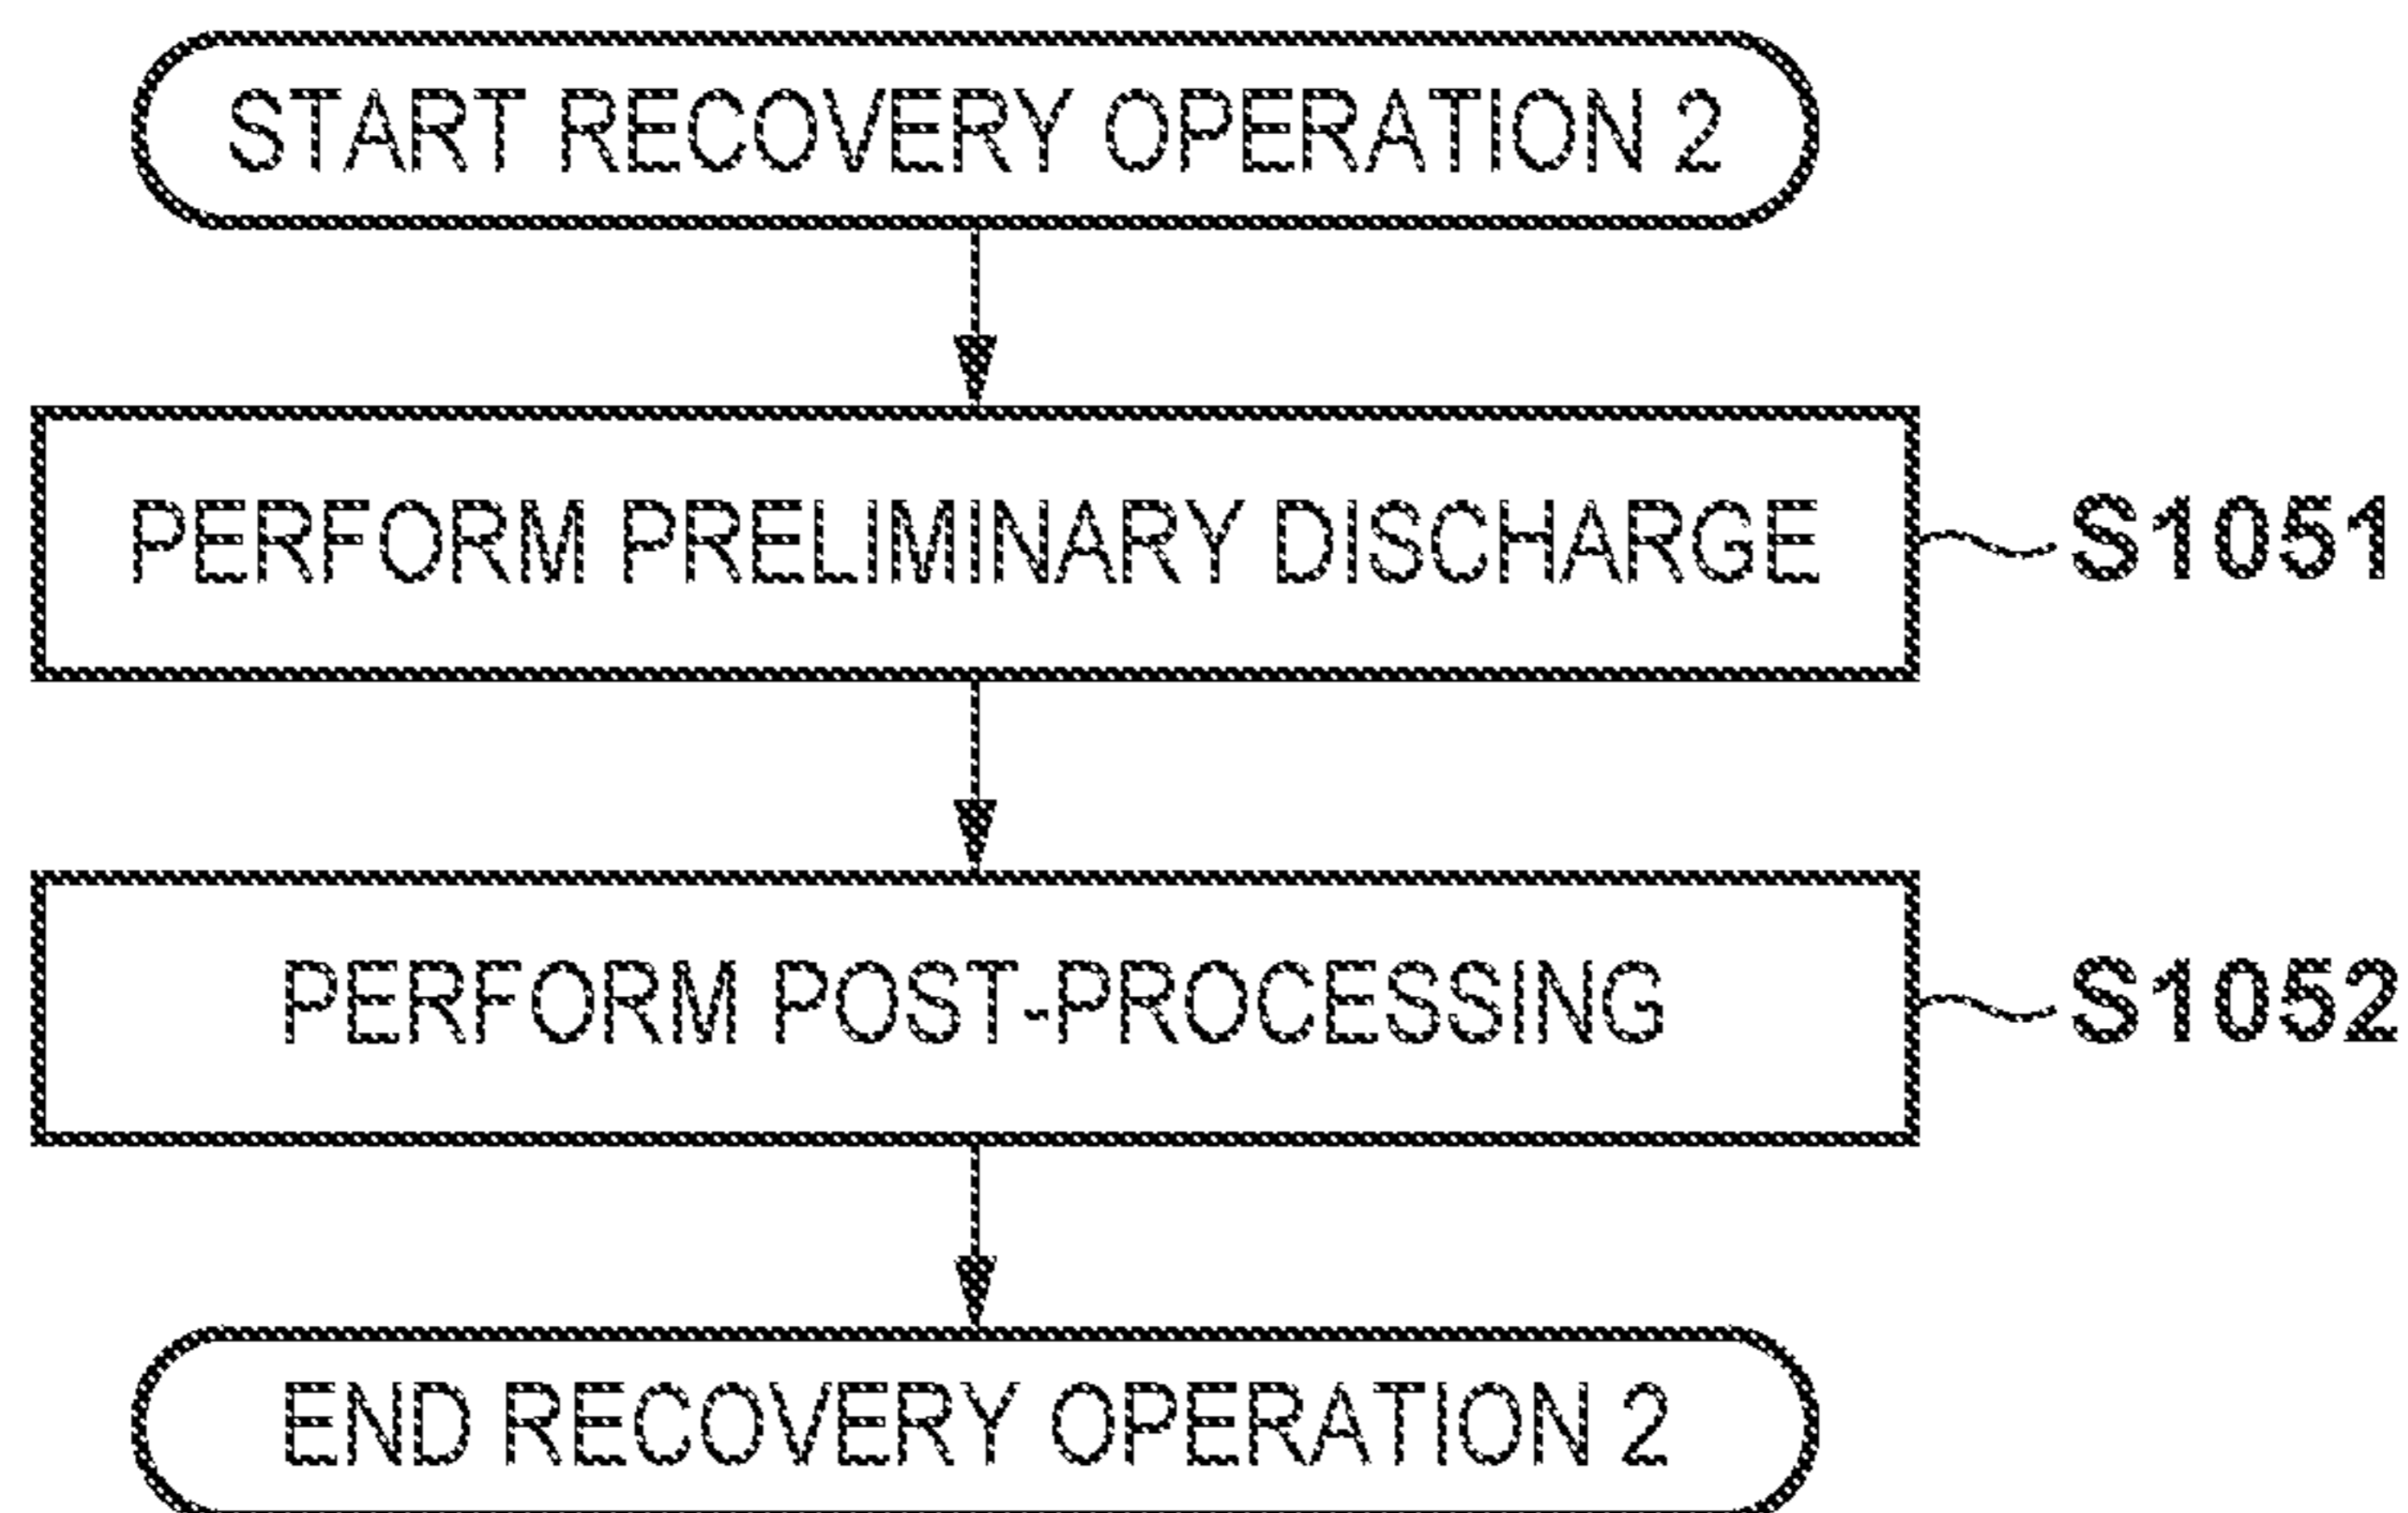 START RECOVERY OPERATION 2
PERFORM PRELIMINARY DISCHARGE
S1051
PERFORM POST-PROCESSING
S1052
END RECOVERY OPERATION 2